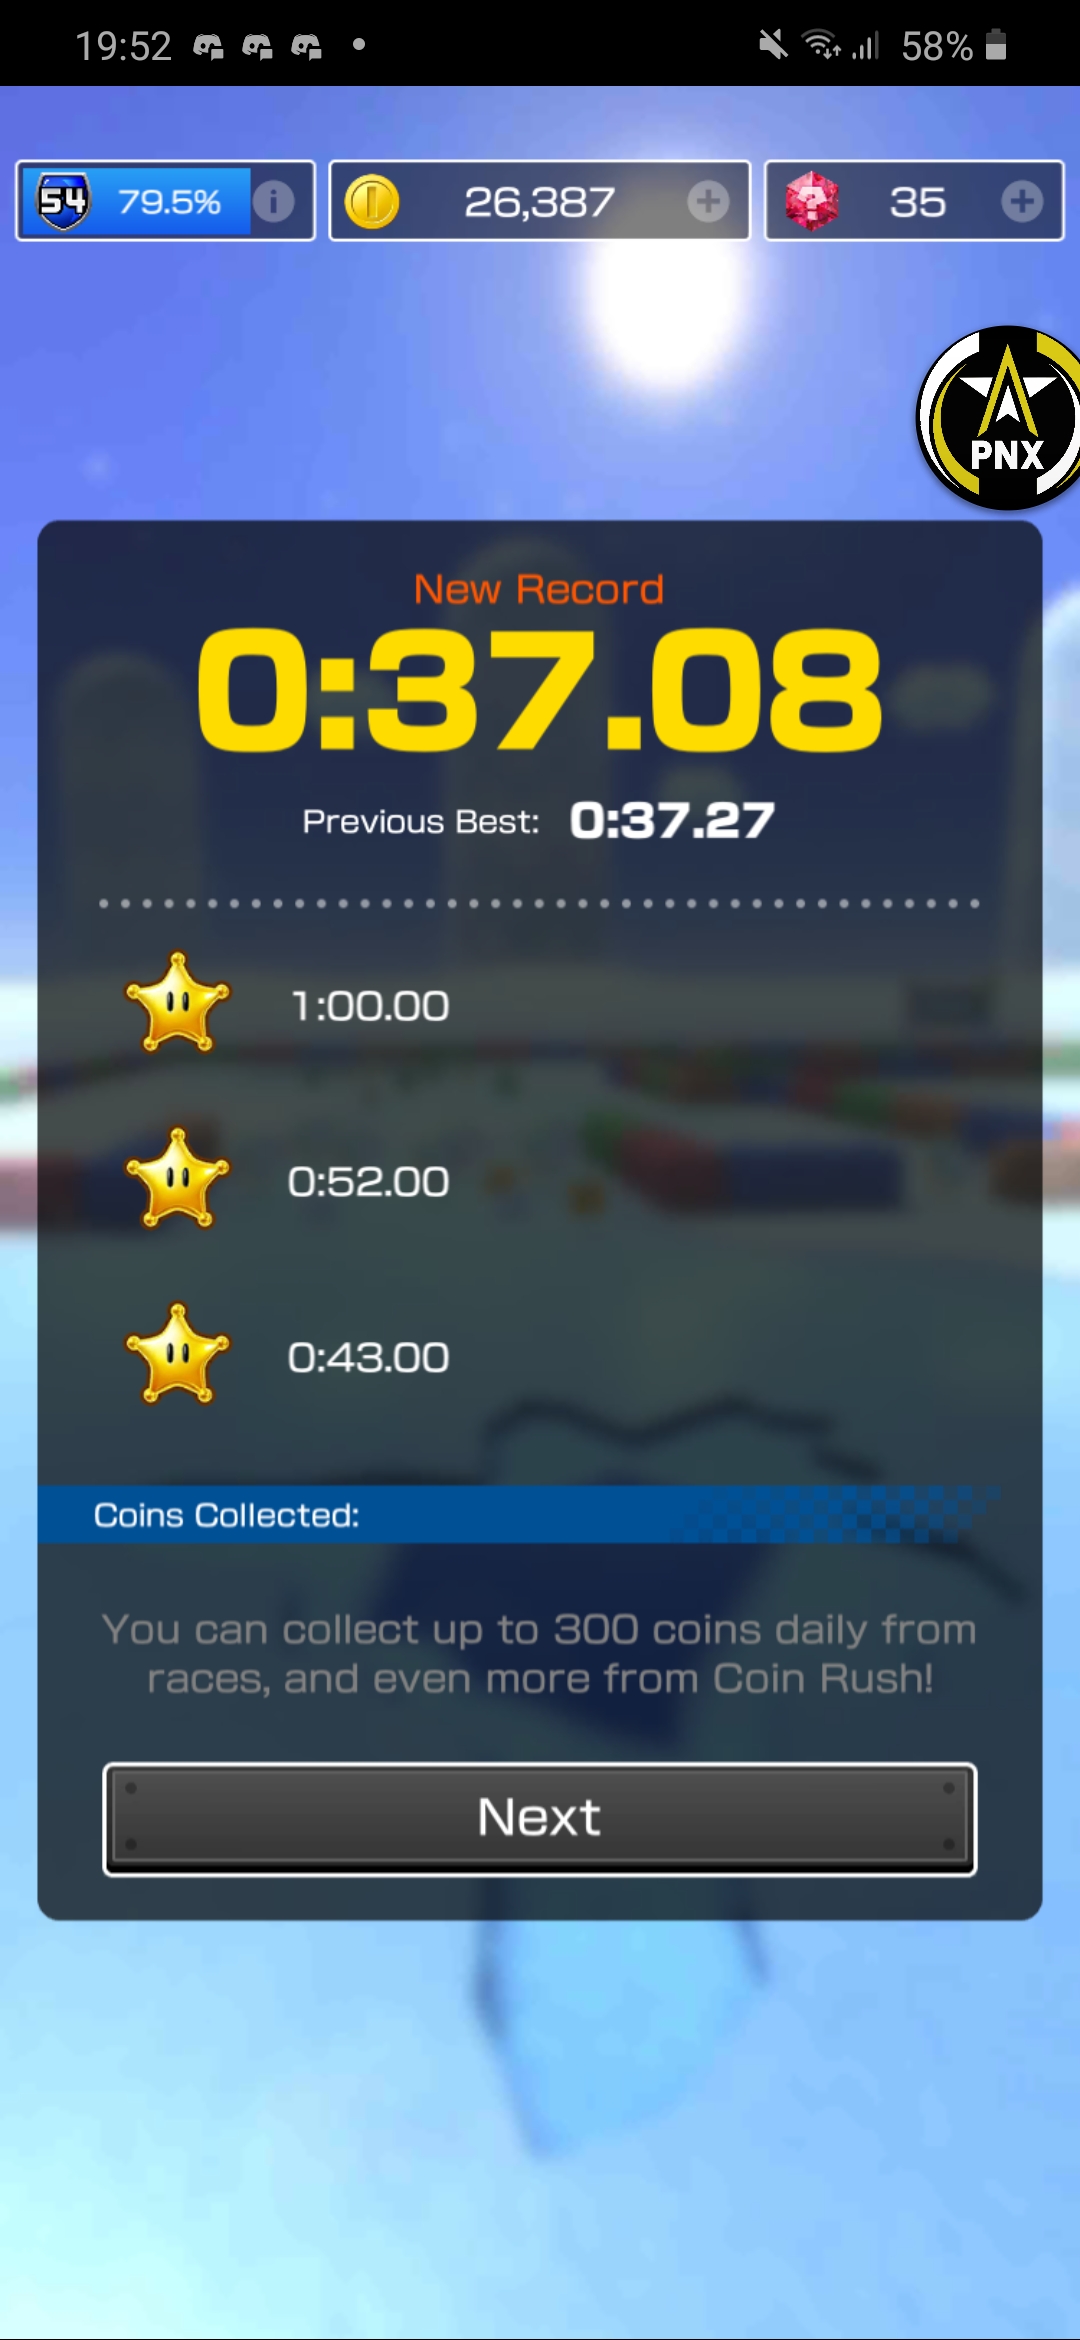 19:52 58%
54 79.5% 26,387 35
PNX
New Record
0:37.08
Previous Best: 0:37.27
1:00.00
0:52.00
0:43.00
Coins Collected:
You can collect up to 300 coins daily from
races, and even more from Coin Rush!
Next